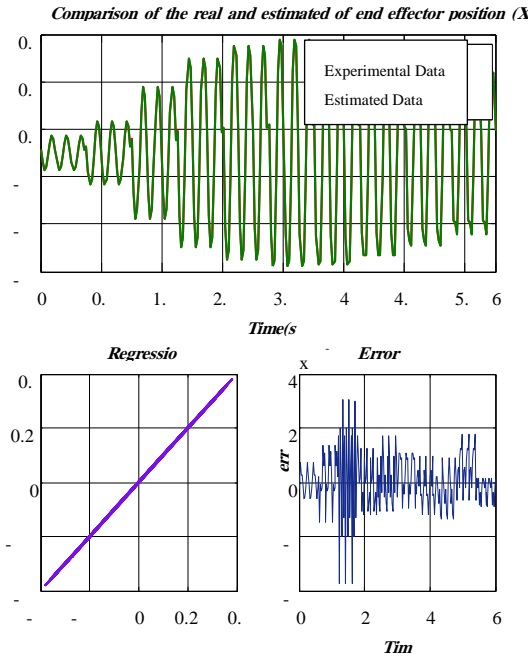 Comparison of the real and estimated of end effector position (X
0.
0.
0.
-
-
-
Experimental Data
Estimated Data
0 0. 1. 2. 3 4 4. 5. 6
Time(s
Regressio
0.
0.2
0
-
-
- - 0 0.2 0.
Error
x
4
2
0
-
-
err
0 2 4 6
Tim